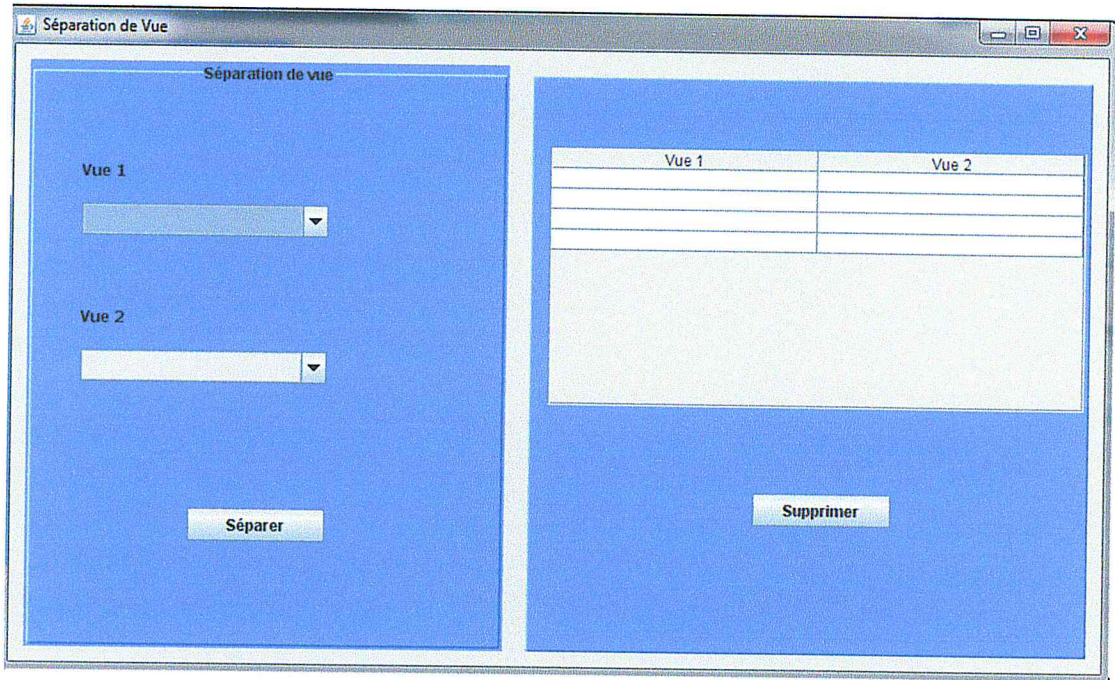 Séparation de Vue
Séparation de vue
Vue 1
Vue 2
Séparer
Vue 1 Vue 2
Supprimer